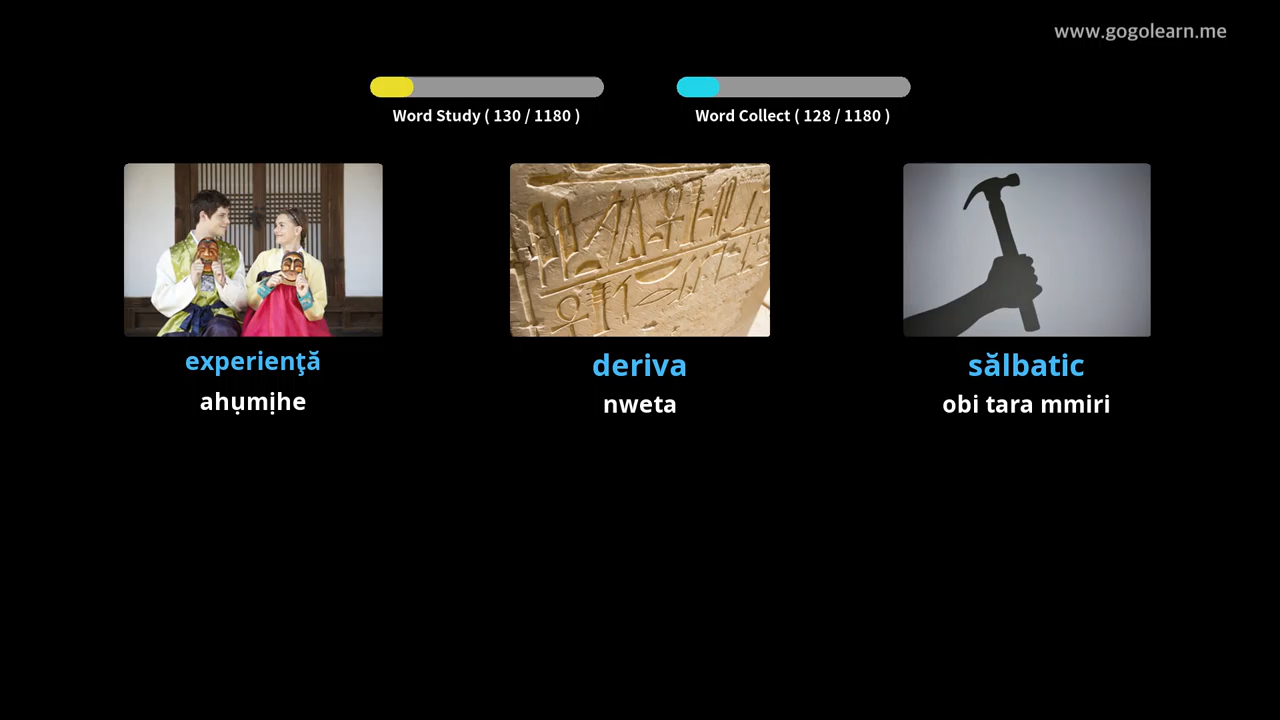 www.gogolearn.me
Word Study ( 130 / 1180 )
Word Collect ( 128 / 1180 )
experienţă
deriva
sălbatic
ahụmịhe
nweta
obi tara mmiri